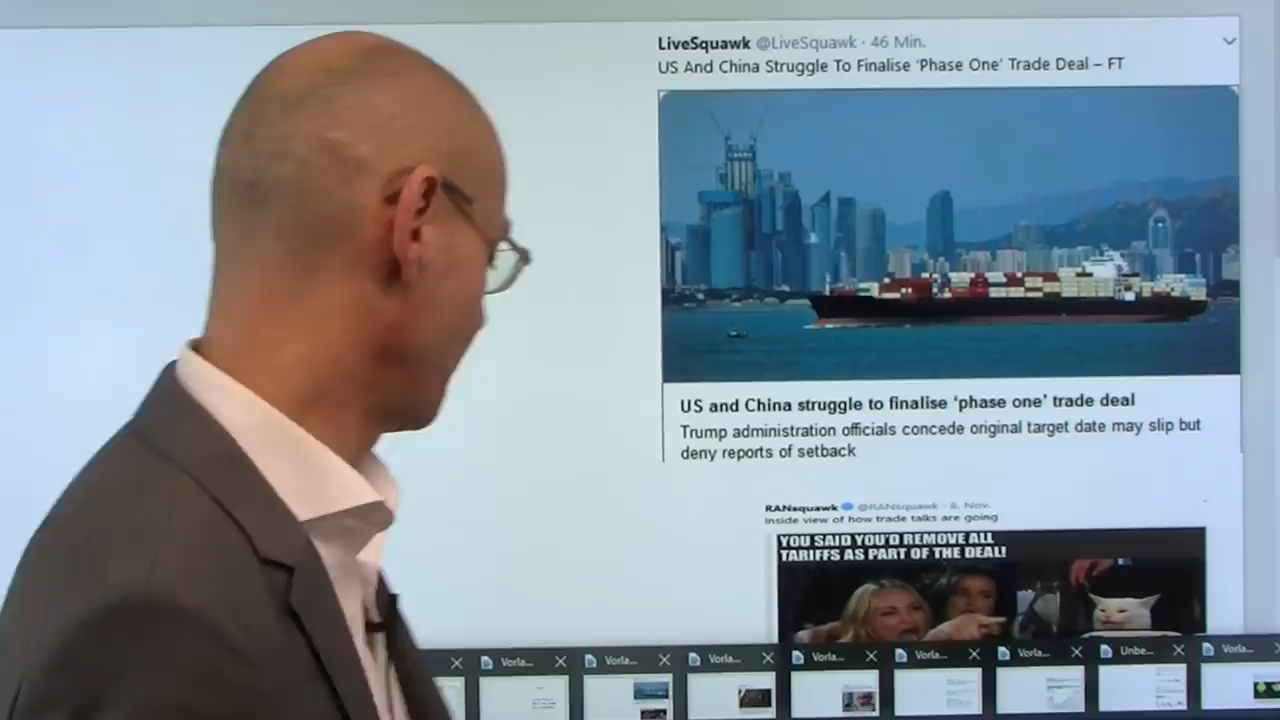 LiveSquawk @LiveSquawk · 46 Min.
US And China Struggle To Finalise 'Phase One' Trade Deal – FT
US and China struggle to finalise 'phase one' trade deal
Trump administration officials concede original target date may slip but
deny reports of setback
RANsquawk @RANsquawk · 8. Nov.
Inside view of how trade talks are going
YOU SAID YOU'D REMOVE ALL
TARIFFS AS PART OF THE DEAL!
Vorla... Vorla... Vorla... Vorla... Vorla... Vorla... Unbe... Vorla...